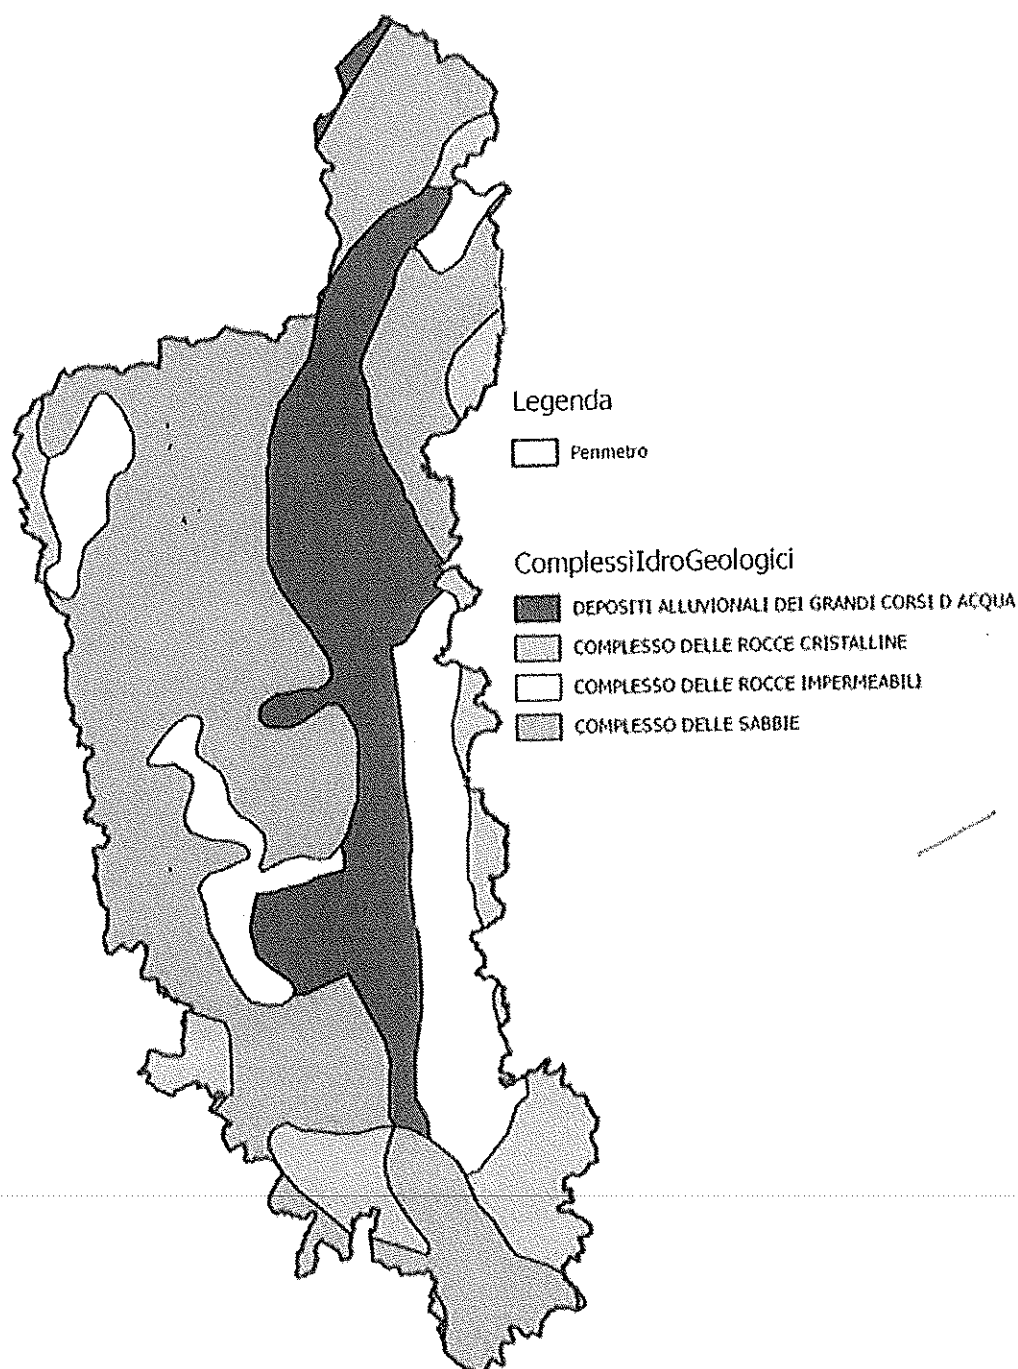 Legenda
Perimetro
ComplessiIdroGeologici
DEPOSITI ALLUVIONALI DEI GRANDI CORSI D ACQUA
COMPLESSO DELLE ROCCE CRISTALLINE
COMPLESSO DELLE ROCCE IMPERMEABILI
COMPLESSO DELLE SABBIE